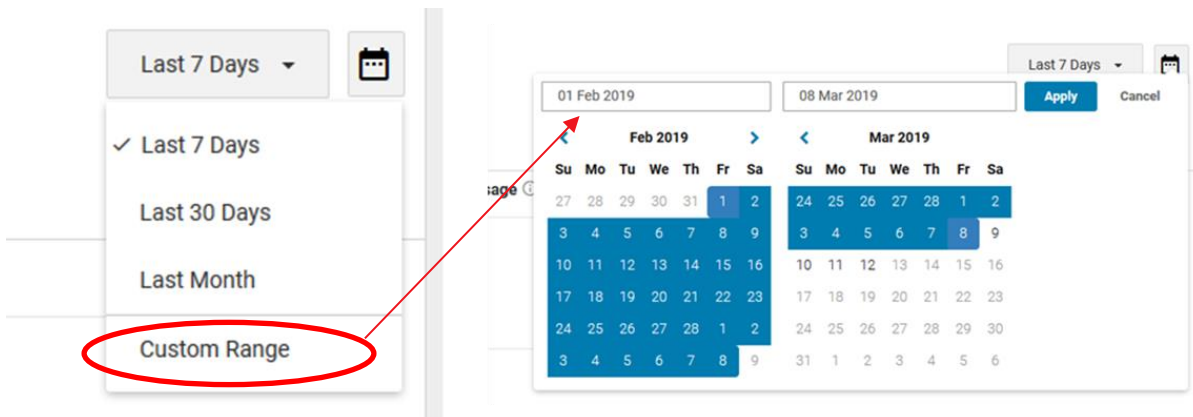 Last 7 Days
Last 7 Days
Last 30 Days
Last Month
Custom Range
Last 7 Days
01 Feb 2019 08 Mar 2019 Apply Cancel
Feb 2019 Mar 2019
Su Mo Tu We Th Fr Sa Su Mo Tu We Th Fr Sa
sage
27 28 29 30 31 1 2 24 25 26 27 28 1 2
3 4 5 6 7 8 9 3 4 5 6 7 8 9
10 11 12 13 14 15 16 10 11 12 13 14 15 16
17 18 19 20 21 22 23 17 18 19 20 21 22 23
24 25 26 27 28 1 2 24 25 26 27 28 29 30
3 4 5 6 7 8 9 31 1 2 3 4 5 6